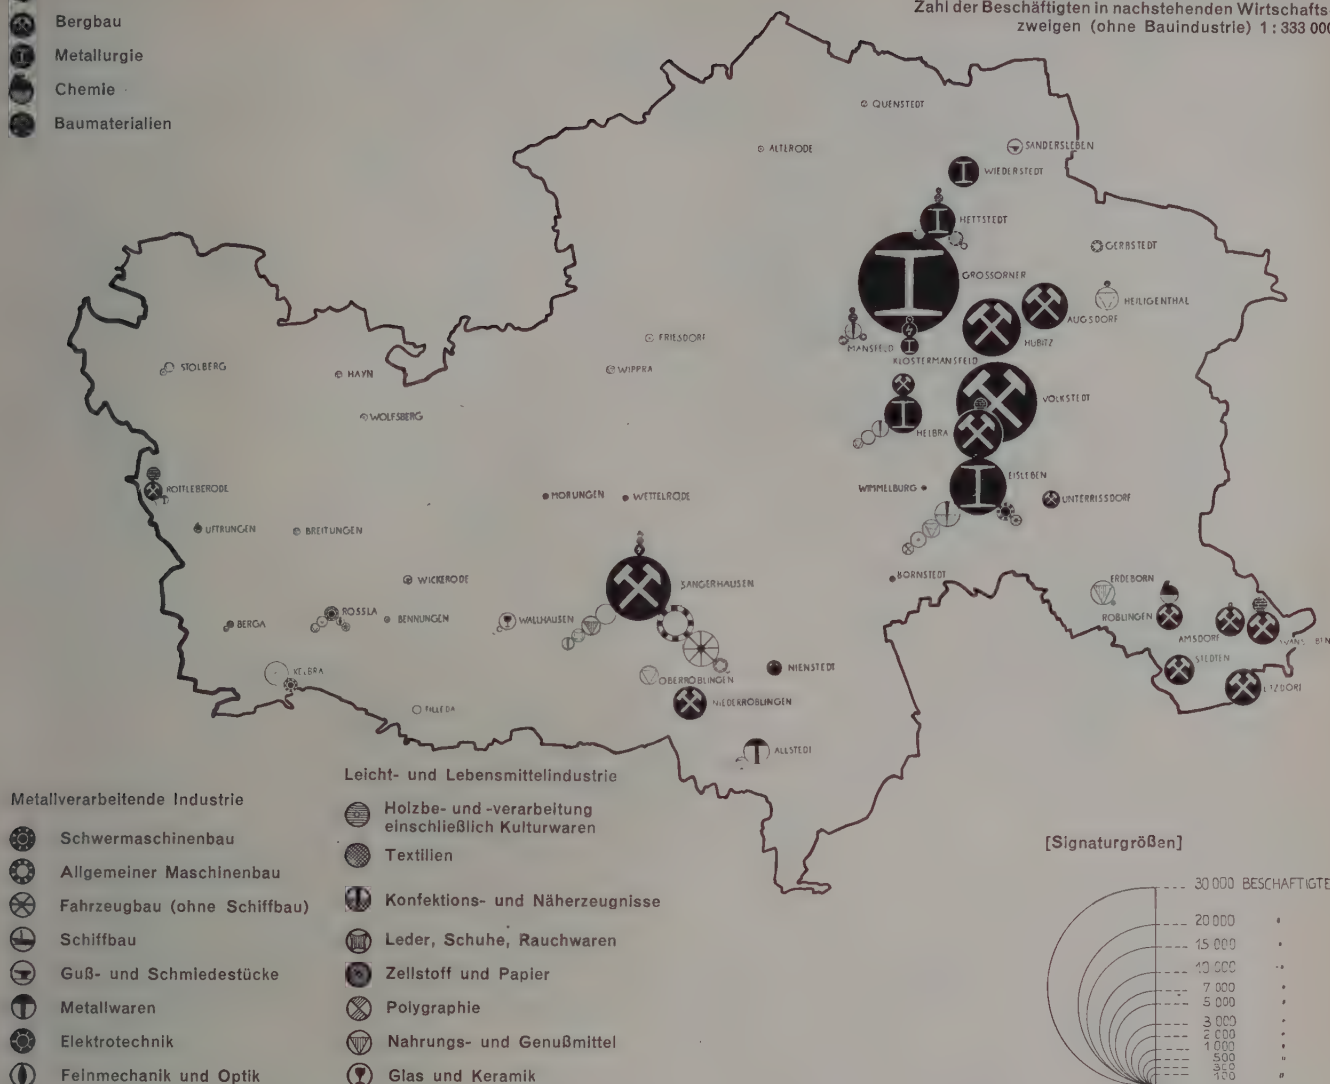 Bergbau
Metallurgie
Chemie
Baumaterialien
Zahl der Beschäftigten in nachstehenden Wirtschafts
zweigen (ohne Bauindustrie) 1 : 333 000
QUENSTEDT
ALTERODE
SANDERSLEBEN
WIEDERSTEDT
HETTSTEDT
GERBSTEDT
GROSSÖRNER
HEILIGENTHAL
AUGSDORF
HÜBITZ
MANSFELD
KLOSTERMANSFELD
FRIESDORF
STOLBERG
HAYN
WIPPRA
VOLKSTEDT
WOLFSBERG
HELBRA
EISLEBEN
WIMMELBURG
UNTERRISSDORF
ROTTLEBERODE
MORUNGEN
WETTELRODE
UFTRUNGEN
BREITUNGEN
WICKERODE
SANGERHAUSEN
BORNSTEDT
ERDEBORN
RÖBLINGEN
AMSDORF
ROSSLA
BENNUNGEN
WALLHAUSEN
BERGA
STEDTEN
KELBRA
NIENSTEDT
OBERRÖBLINGEN
NIEDERRÖBLINGEN
ETZDORF
TILLEDA
ALLSTEDT
Metallverarbeitende Industrie
Schwermaschinenbau
Allgemeiner Maschinenbau
Fahrzeugbau (ohne Schiffbau)
Schiffbau
Guß- und Schmiedestücke
Metallwaren
Elektrotechnik
Feinmechanik und Optik
Leicht- und Lebensmittelindustrie
Holzbe- und -verarbeitung
einschließlich Kulturwaren
Textilien
Konfektions- und Näherzeugnisse
Leder, Schuhe, Rauchwaren
Zellstoff und Papier
Polygraphie
Nahrungs- und Genußmittel
Glas und Keramik
[Signaturgrößen]
30 000 BESCHÄFTIGTE
20 000 "
15 000 "
10 000 "
7 000 "
5 000 "
3 000 "
2 000 "
1 000 "
500 "
300 "
100 "